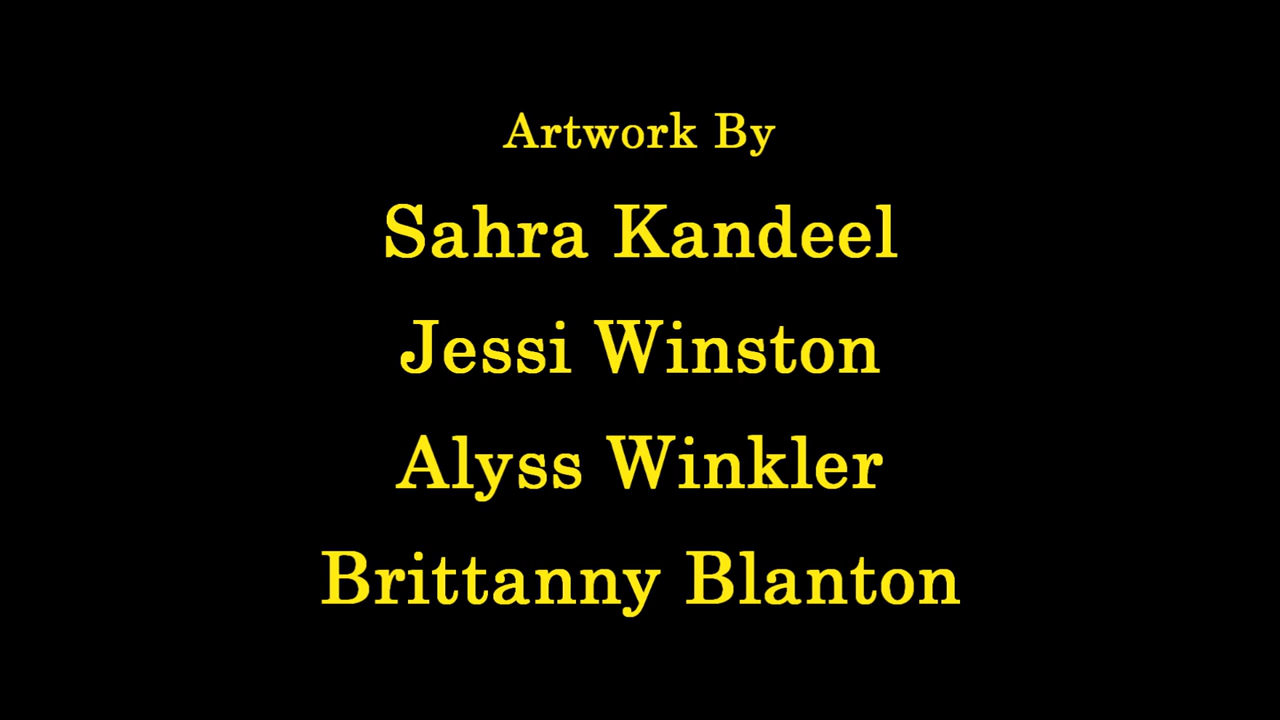 Artwork By
Sahra Kandeel
Jessi Winston
Alyss Winkler
Brittanny Blanton